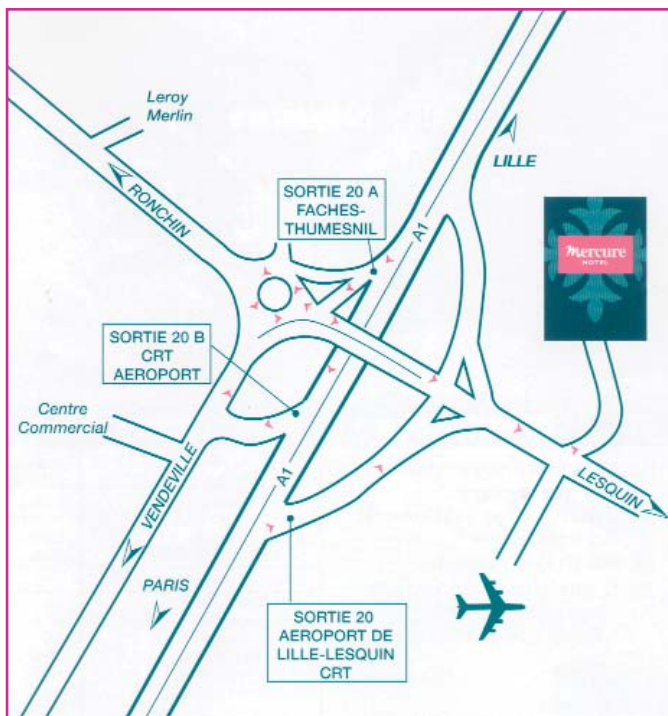 Leroy
Merlin
LILLE
RONCHIN
SORTIE 20 A
FACHES-
THUMESNIL
A1
Mercure
HOTEL
SORTIE 20 B
CRT
AEROPORT
Centre
Commercial
VENDEVILLE
A1
LESQUIN
PARIS
SORTIE 20
AEROPORT DE
LILLE-LESQUIN
CRT